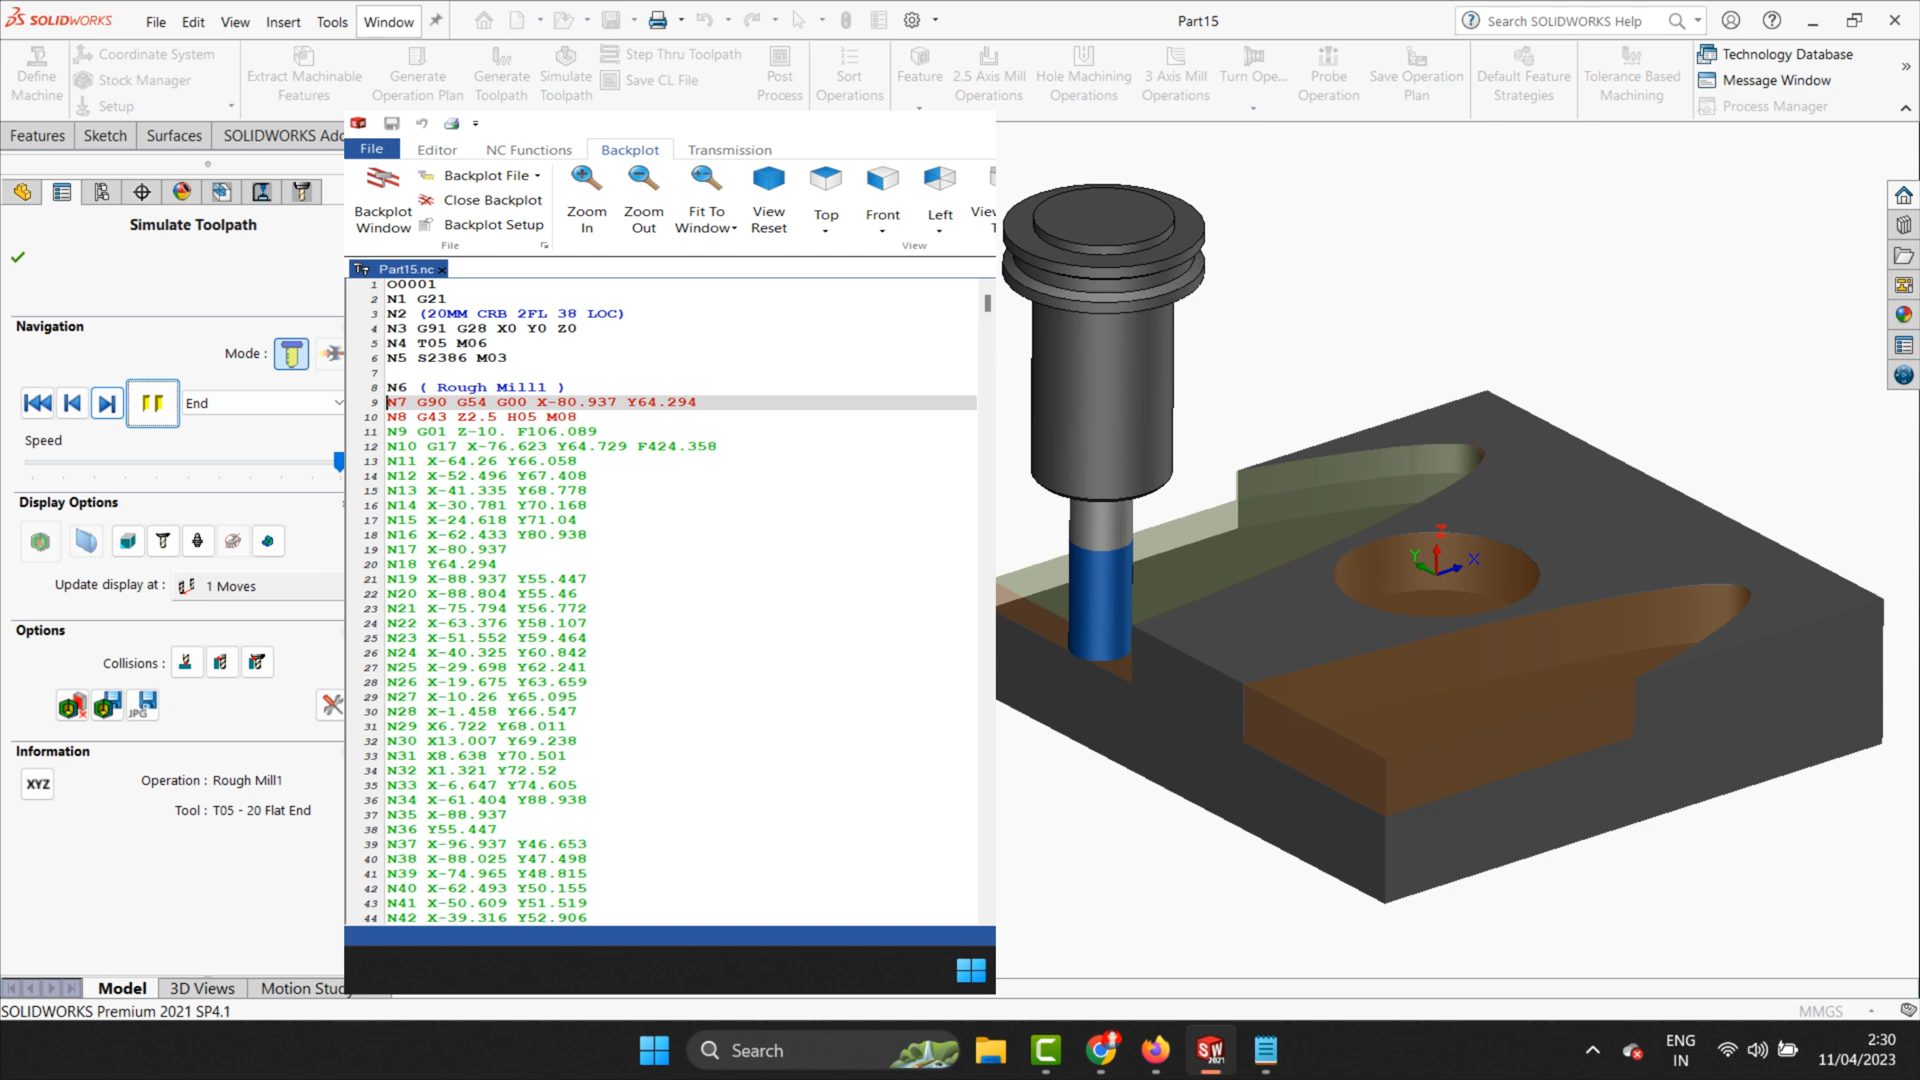 SOLIDWORKS File Edit View Insert Tools Window Part15 Search SOLIDWORKS Help
Define Machine
Coordinate System
Stock Manager
Setup
Extract Machinable Features
Generate Operation Plan
Generate Toolpath
Simulate Toolpath
Step Thru Toolpath
Save CL File
Post Process
Sort Operations
Feature
2.5 Axis Mill Operations
Hole Machining Operations
3 Axis Mill Operations
Turn Ope...
Probe Operation
Save Operation Plan
Default Feature Strategies
Tolerance Based Machining
Technology Database
Message Window
Process Manager
Features Sketch Surfaces SOLIDWORKS Add
Simulate Toolpath
Navigation
Mode :
End
Speed
Display Options
Update display at : 1 Moves
Options
Collisions :
JPG
Information
XYZ
Operation : Rough Mill1
Tool : T05 - 20 Flat End
File Editor NC Functions Backplot Transmission
Backplot Window
Backplot File
Close Backplot
Backplot Setup
File
Zoom In
Zoom Out
Fit To Window
View Reset
Top
Front
Left
View
Part15.nc
1 O0001
2 N1 G21
3 N2 (20MM CRB 2FL 38 LOC)
4 N3 G91 G28 X0 Y0 Z0
5 N4 T05 M06
6 N5 S2386 M03
7
8 N6 ( Rough Mill1 )
9 N7 G90 G54 G00 X-80.937 Y64.294
10 N8 G43 Z2.5 H05 M08
11 N9 G01 Z-10. F106.089
12 N10 G17 X-76.623 Y64.729 F424.358
13 N11 X-64.26 Y66.058
14 N12 X-52.496 Y67.408
15 N13 X-41.335 Y68.778
16 N14 X-30.781 Y70.168
17 N15 X-24.618 Y71.04
18 N16 X-62.433 Y80.938
19 N17 X-80.937
20 N18 Y64.294
21 N19 X-88.937 Y55.447
22 N20 X-88.804 Y55.46
23 N21 X-75.794 Y56.772
24 N22 X-63.376 Y58.107
25 N23 X-51.552 Y59.464
26 N24 X-40.325 Y60.842
27 N25 X-29.698 Y62.241
28 N26 X-19.675 Y63.659
29 N27 X-10.26 Y65.095
30 N28 X-1.458 Y66.547
31 N29 X6.722 Y68.011
32 N30 X13.007 Y69.238
33 N31 X8.638 Y70.501
34 N32 X1.321 Y72.52
35 N33 X-6.647 Y74.605
36 N34 X-61.404 Y88.938
37 N35 X-88.937
38 N36 Y55.447
39 N37 X-96.937 Y46.653
40 N38 X-88.025 Y47.498
41 N39 X-74.965 Y48.815
42 N40 X-62.493 Y50.155
43 N41 X-50.609 Y51.519
44 N42 X-39.316 Y52.906
Z
Y
X
Model 3D Views Motion Study
SOLIDWORKS Premium 2021 SP4.1
MMGS
Search
SW 2021
ENG IN
2:30
11/04/2023